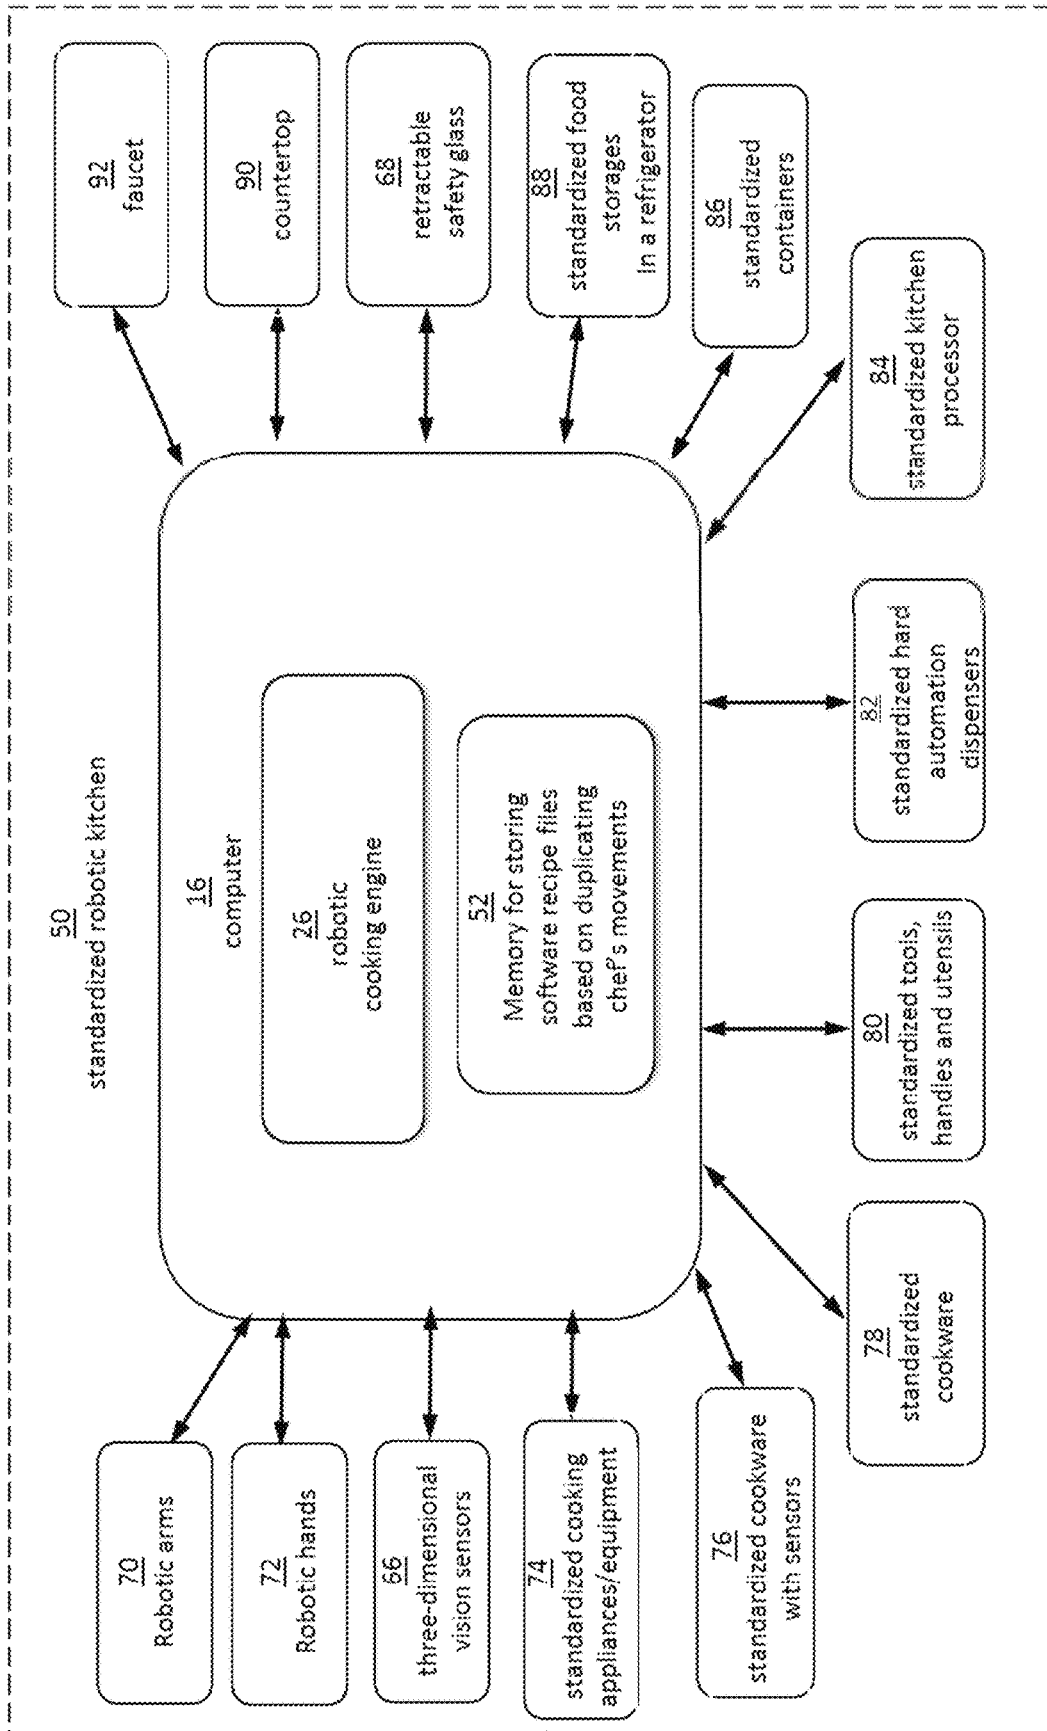 50
standardized robotic kitchen
16
computer
26
robotic
cooking engine
52
Memory for storing
software recipe files
based on duplicating
chef's movements
70
Robotic arms
72
Robotic hands
66
three-dimensional
vision sensors
74
standardized cooking
appliances/equipment
76
standardized cookware
with sensors
78
standardized
cookware
80
standardized tools,
handles and utensils
82
standardized hard
automation
dispensers
84
standardized kitchen
processor
86
standardized
containers
88
standardized food
storages
In a refrigerator
68
retractable
safety glass
90
countertop
92
faucet